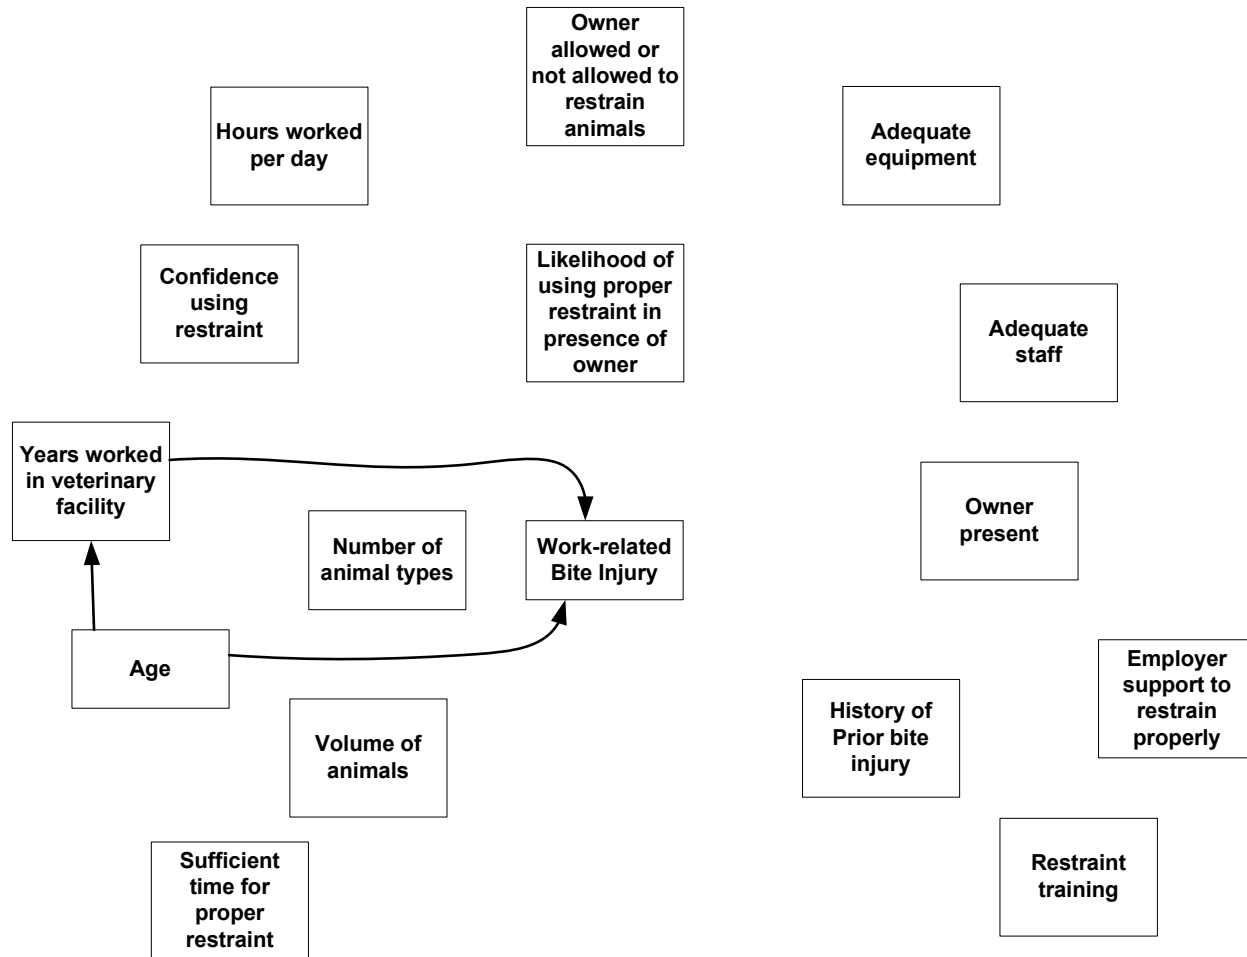 Owner
allowed or
not allowed to
restrain
animals
Hours worked
per day
Adequate
equipment
Confidence
using
restraint
Likelihood of
using proper
restraint in
presence of
owner
Adequate
staff
Years worked
in veterinary
facility
Owner
present
Number of
animal types
Work-related
Bite Injury
Age
Employer
support to
restrain
properly
History of
Prior bite
injury
Volume of
animals
Restraint
training
Sufficient
time for
proper
restraint